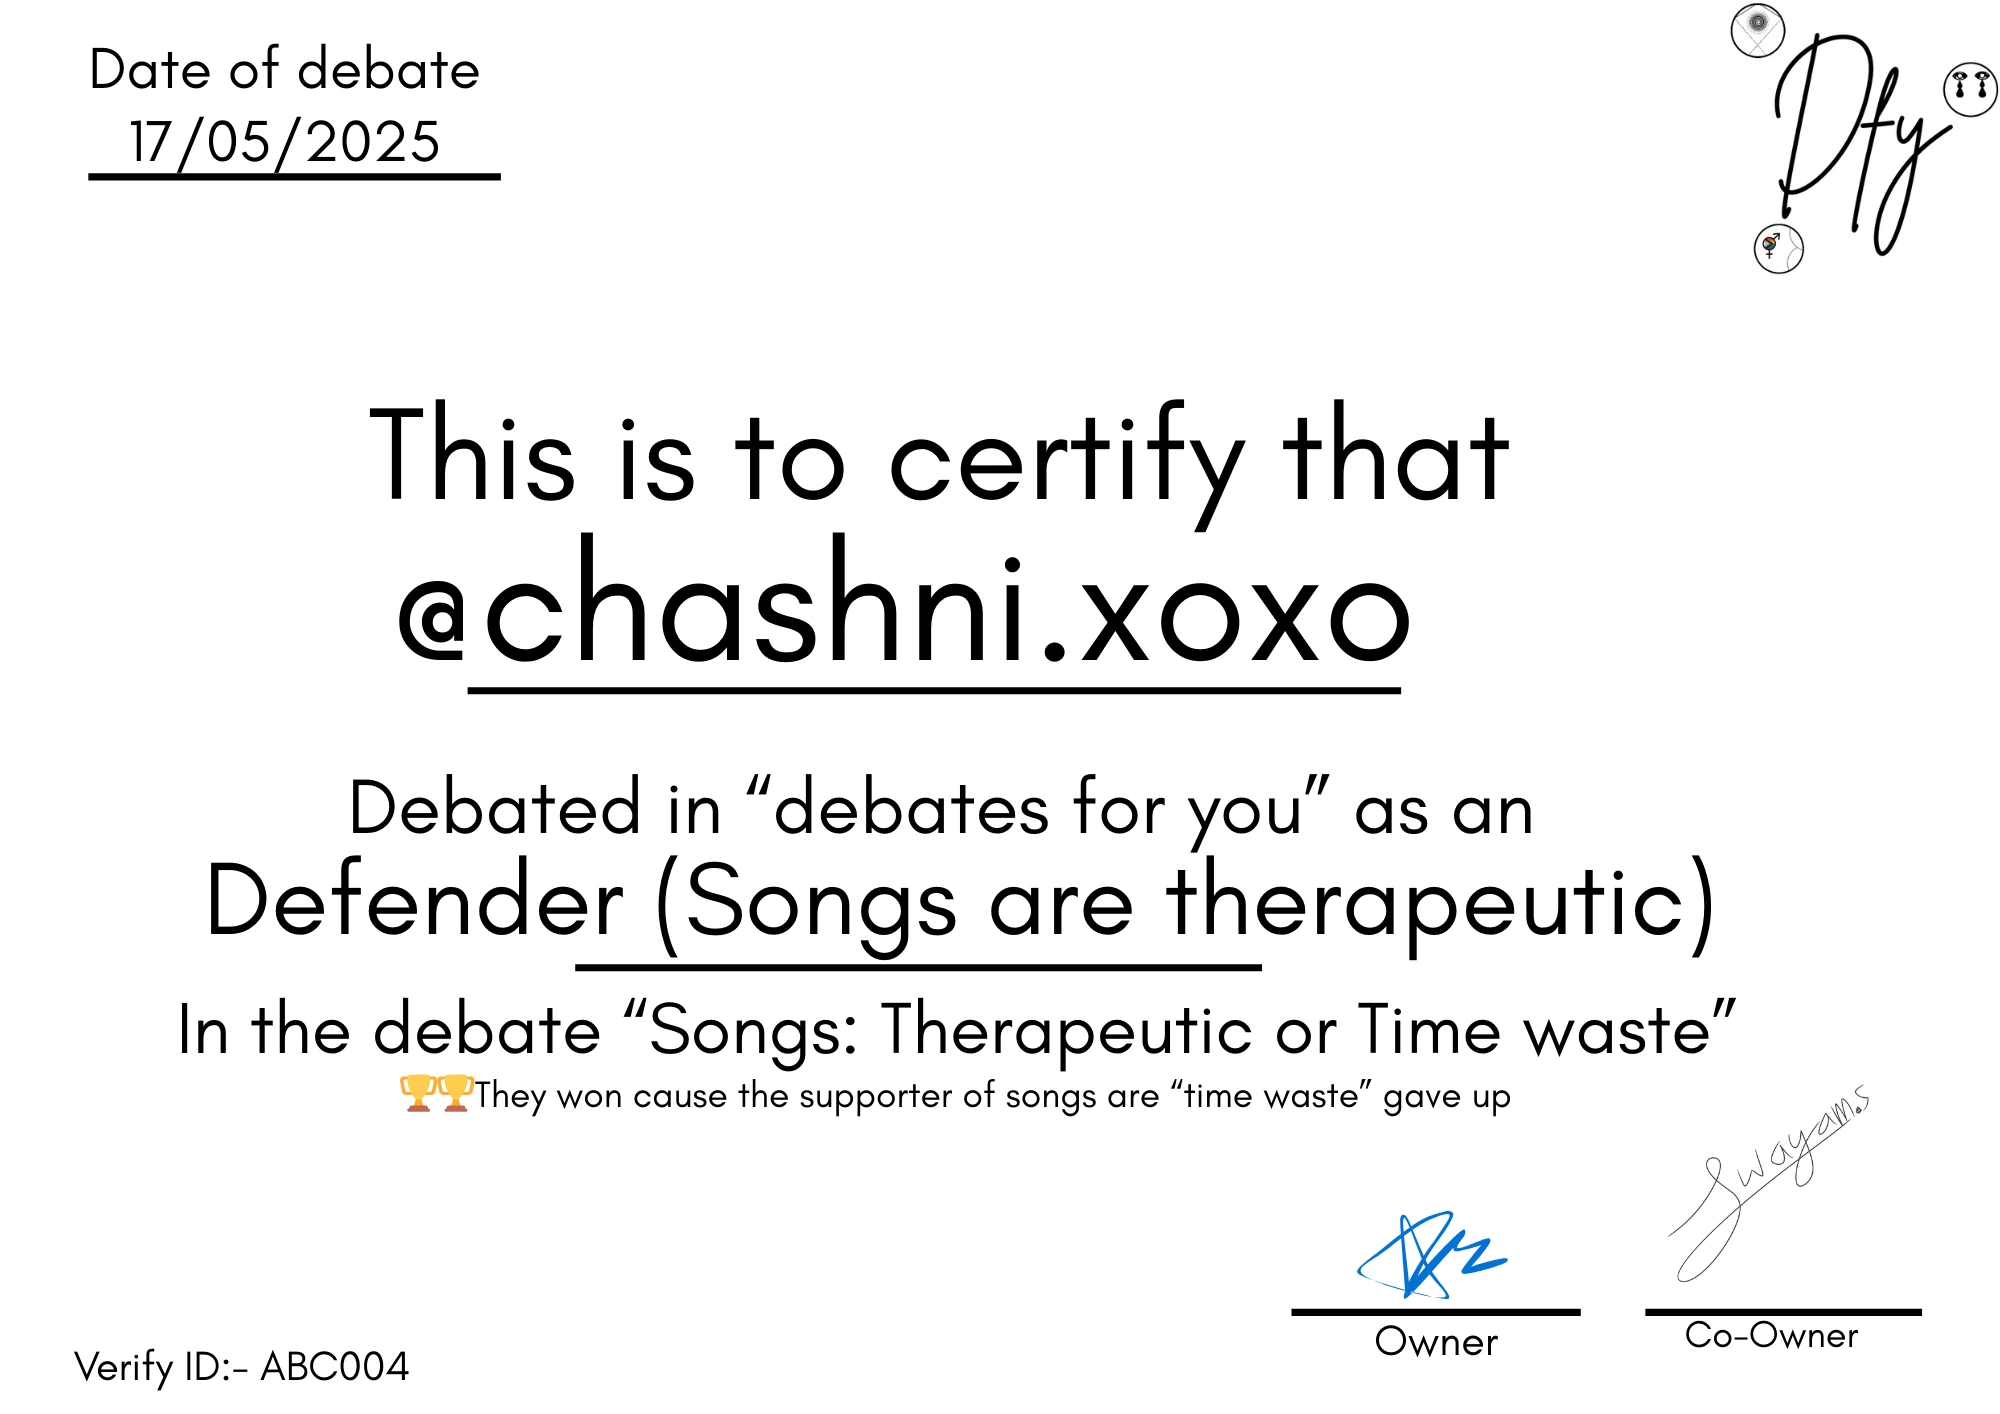 Date of debate
17/05/2025
Dfy
This is to certify that
@chashni.xoxo
Debated in “debates for you” as an
Defender (Songs are therapeutic)
In the debate “Songs: Therapeutic or Time waste”
🏆🏆They won cause the supporter of songs are “time waste” gave up
Swayam.s
Owner
Co-Owner
Verify ID:- ABC004